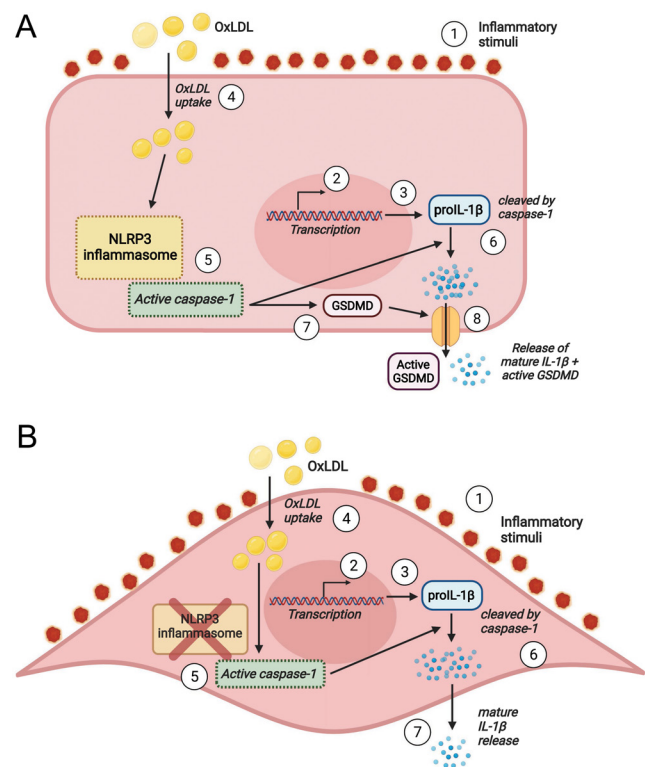 A
OxLDL
1
Inflammatory
stimuli
OxLDL
uptake
4
2
3
proIL-1β
cleaved by
caspase-1
Transcription
6
NLRP3
inflammasome
5
Active caspase-1
7
GSDMD
8
Active
GSDMD
Release of
mature IL-1β +
active GSDMD
B
OxLDL
1
Inflammatory
stimuli
OxLDL
uptake
4
2
3
proIL-1β
cleaved by
caspase-1
Transcription
NLRP3
inflammasome
6
5
Active caspase-1
7
mature
IL-1β
release